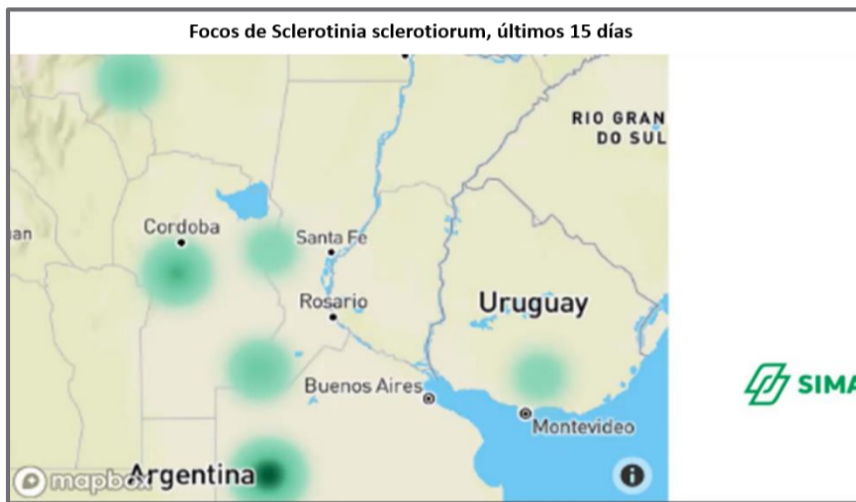 Focos de Sclerotinia sclerotiorum, últimos 15 días
RIO GRAN
DO SUL
Cordoba
an
Santa Fe
Rosario
Uruguay
Buenos Aires
SIMA
Montevideo
mapbox
Argentina